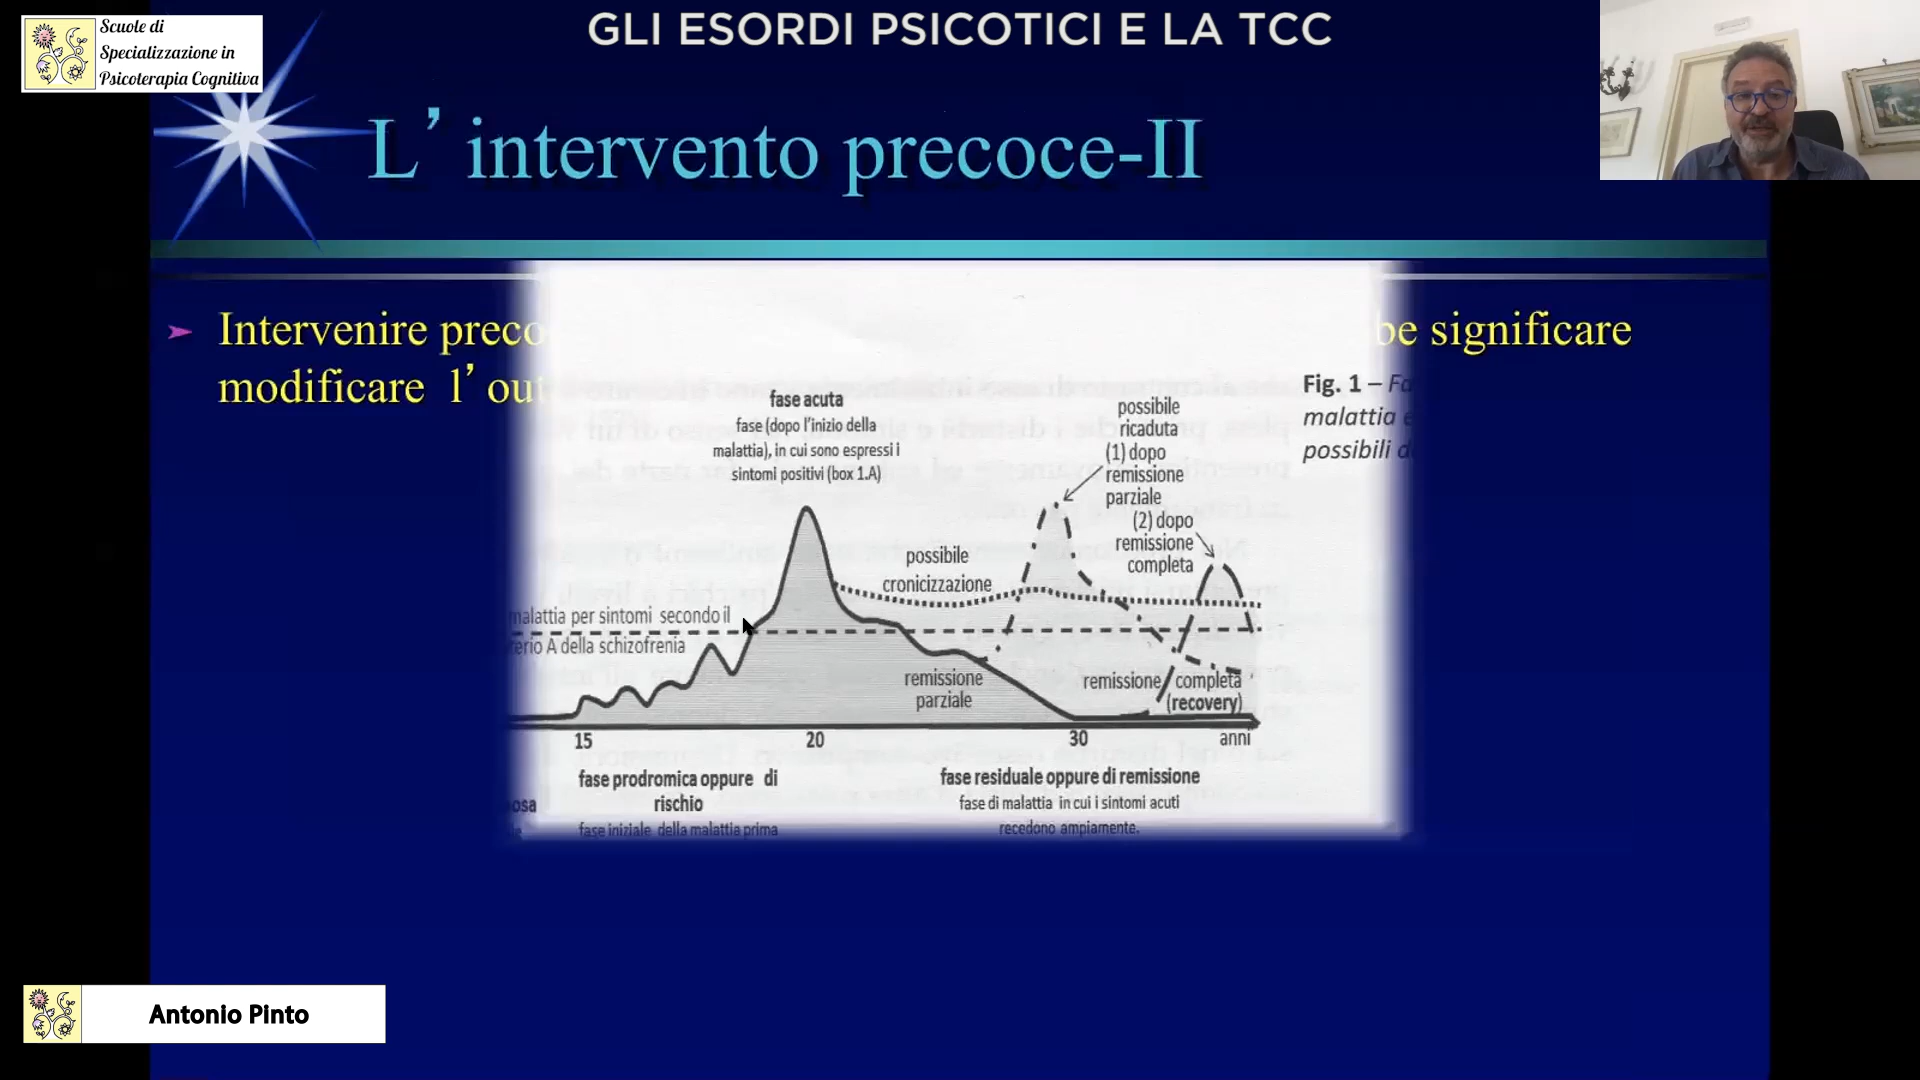 Scuole di
Specializzazione in
Psicoterapia Cognitiva
GLI ESORDI PSICOTICI E LA TCC
L’ intervento precoce-II
➢ Intervenire preco
be significare
modificare l’ out
Fig. 1 – Fa
malattia e
possibili d
fase acuta
fase (dopo l’inizio della
malattia), in cui sono espressi i
sintomi positivi (box 1.A)
possibile
ricaduta
(1) dopo
remissione
parziale
(2) dopo
remissione
completa
possibile
cronicizzazione
malattia per sintomi secondo il
erio A della schizofrenia
remissione
parziale
remissione completa
(recovery)
15 20 30 anni
fase prodromica oppure di
rischio
fase iniziale della malattia prima
osa
fase residuale oppure di remissione
fase di malattia in cui i sintomi acuti
recedono ampiamente.
Antonio Pinto